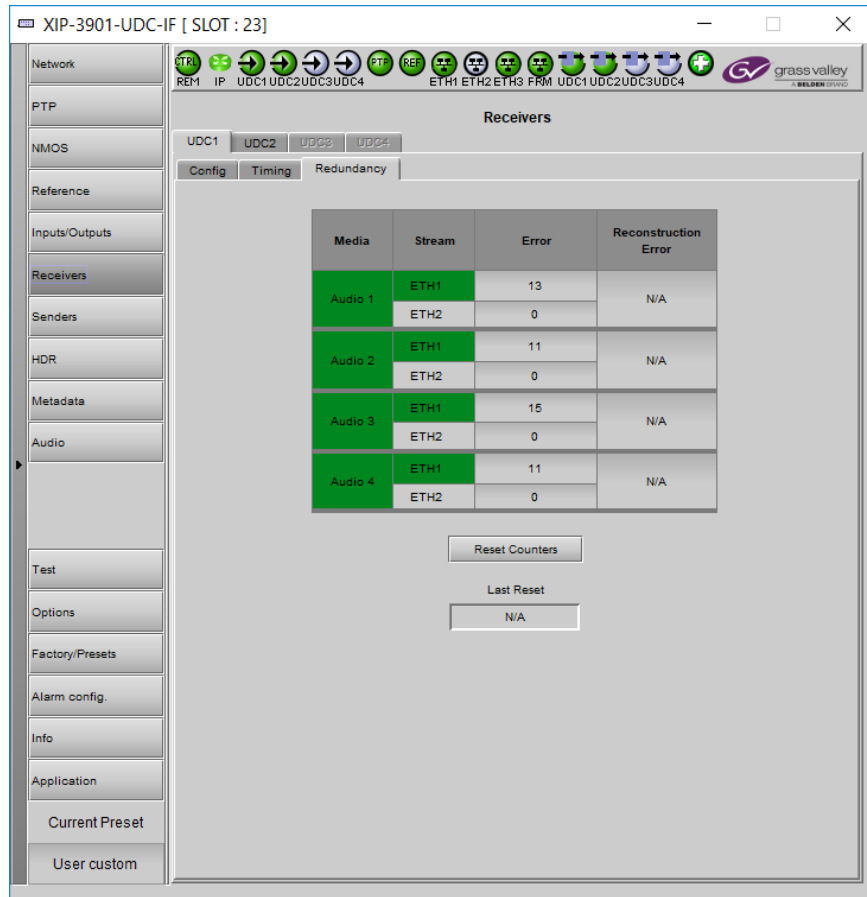 XIP-3901-UDC-IF [ SLOT : 23]
Network
PTP
NMOS
Reference
Inputs/Outputs
Receivers
Senders
HDR
Metadata
Audio
Test
Options
Factory/Presets
Alarm config.
Info
Application
Current Preset
User custom
CTRL PTP REF
REM IP UDC1 UDC2 UDC3 UDC4 ETH1 ETH2 ETH3 FRM UDC1 UDC2 UDC3 UDC4
GV grass valley
A BELDEN BRAND
Receivers
UDC1 UDC2 UDC3 UDC4
Config Timing Redundancy
Media Stream Error Reconstruction Error
Audio 1 ETH1 13 N/A
ETH2 0
Audio 2 ETH1 11 N/A
ETH2 0
Audio 3 ETH1 15 N/A
ETH2 0
Audio 4 ETH1 11 N/A
ETH2 0
Reset Counters
Last Reset
N/A